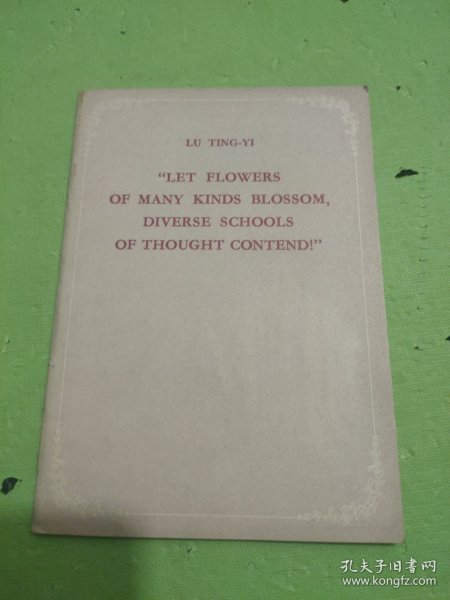 LU TING-YI
“LET FLOWERS
OF MANY KINDS BLOSSOM,
DIVERSE SCHOOLS
OF THOUGHT CONTEND!”
孔夫子旧书网
www.kongfz.com